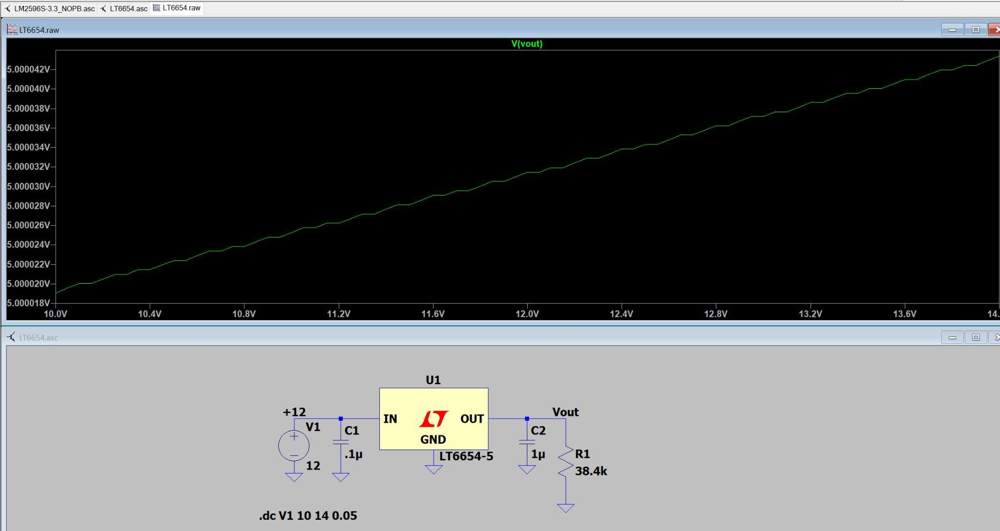 LM2596S-3.3_NOPB.asc LT6654.asc LT6654.raw
LT6654.raw
V(vout)
5.000042V
5.000040V
5.000038V
5.000036V
5.000034V
5.000032V
5.000030V
5.000028V
5.000026V
5.000024V
5.000022V
5.000020V
5.000018V
10.0V 10.4V 10.8V 11.2V 11.6V 12.0V 12.4V 12.8V 13.2V 13.6V 14.
LT6654.asc
U1
+12
V1
12
C1
.1µ
IN
OUT
GND
LT6654-5
C2
1µ
Vout
R1
38.4k
.dc V1 10 14 0.05